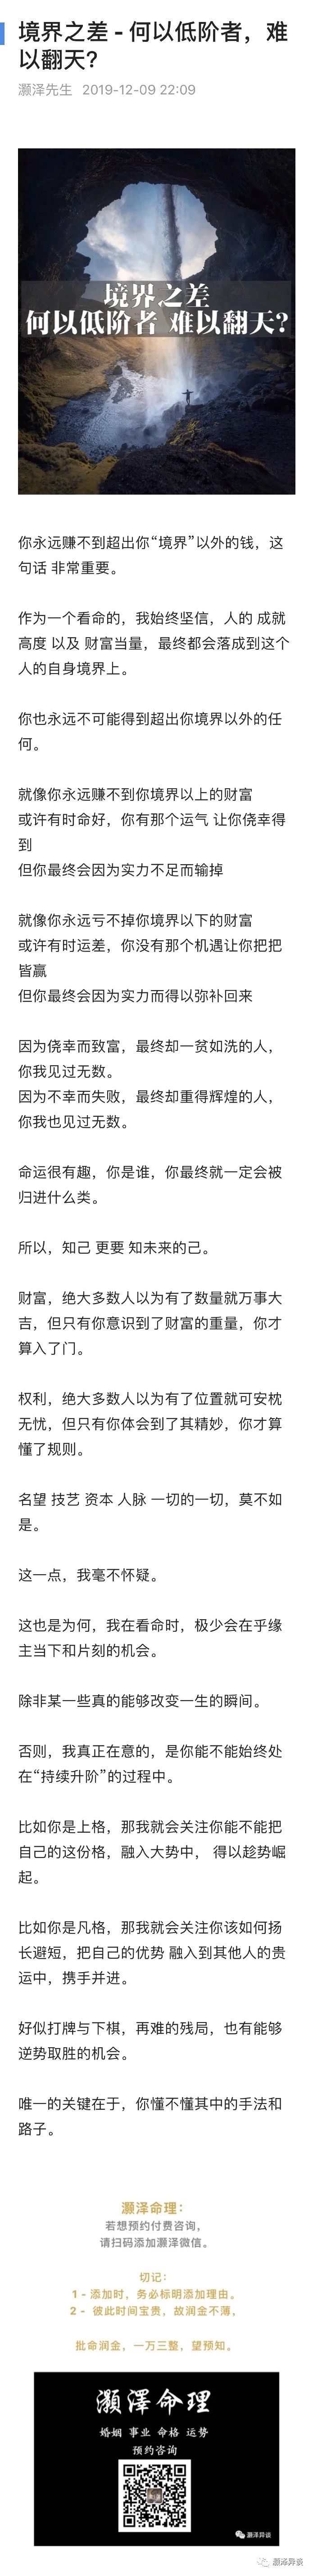 境界之差 - 何以低阶者，难
以翻天?
灏泽先生 2019-12-09 22:09
境界之差
何以低阶者 难以翻天?
你永远赚不到超出你“境界”以外的钱，这
句话 非常重要。
作为一个看命的，我始终坚信，人的 成就
高度 以及 财富当量，最终都会落成到这个
人的自身境界上。
你也永远不可能得到超出你境界以外的任
何。
就像你永远赚不到你境界以上的财富
或许有时命好，你有那个运气 让你侥幸得
到
但你最终会因为实力不足而输掉
就像你永远亏不掉你境界以下的财富
或许有时运差，你没有那个机遇让你把把
皆赢
但你最终会因为实力而得以弥补回来
因为侥幸而致富，最终却一贫如洗的人，
你我见过无数。
因为不幸而失败，最终却重得辉煌的人，
你我也见过无数。
命运很有趣，你是谁，你最终就一定会被
归进什么类。
所以，知己 更要 知未来的己。
财富，绝大多数人以为有了数量就万事大
吉，但只有你意识到了财富的重量，你才
算入了门。
权利，绝大多数人以为有了位置就可安枕
无忧，但只有你体会到了其精妙，你才算
懂了规则。
名望 技艺 资本 人脉 一切的一切，莫不如
是。
这一点，我毫不怀疑。
这也是为何，我在看命时，极少会在乎缘
主当下和片刻的机会。
除非某一些真的能够改变一生的瞬间。
否则，我真正在意的，是你能不能始终处
在“持续升阶”的过程中。
比如你是上格，那我就会关注你能不能把
自己的这份格，融入大势中， 得以趁势崛
起。
比如你是凡格，那我就会关注你该如何扬
长避短，把自己的优势 融入到其他人的贵
运中，携手并进。
好似打牌与下棋，再难的残局，也有能够
逆势取胜的机会。
唯一的关键在于，你懂不懂其中的手法和
路子。
灏泽命理：
若想预约付费咨询，
请扫码添加灏泽微信。
切记：
1 - 添加时，务必标明添加理由。
2 - 彼此时间宝贵，故润金不薄，
批命润金，一万三整，望预知。
灏泽命理
婚姻 事业 命格 运势
预约咨询
灏泽异谈
灏泽异谈